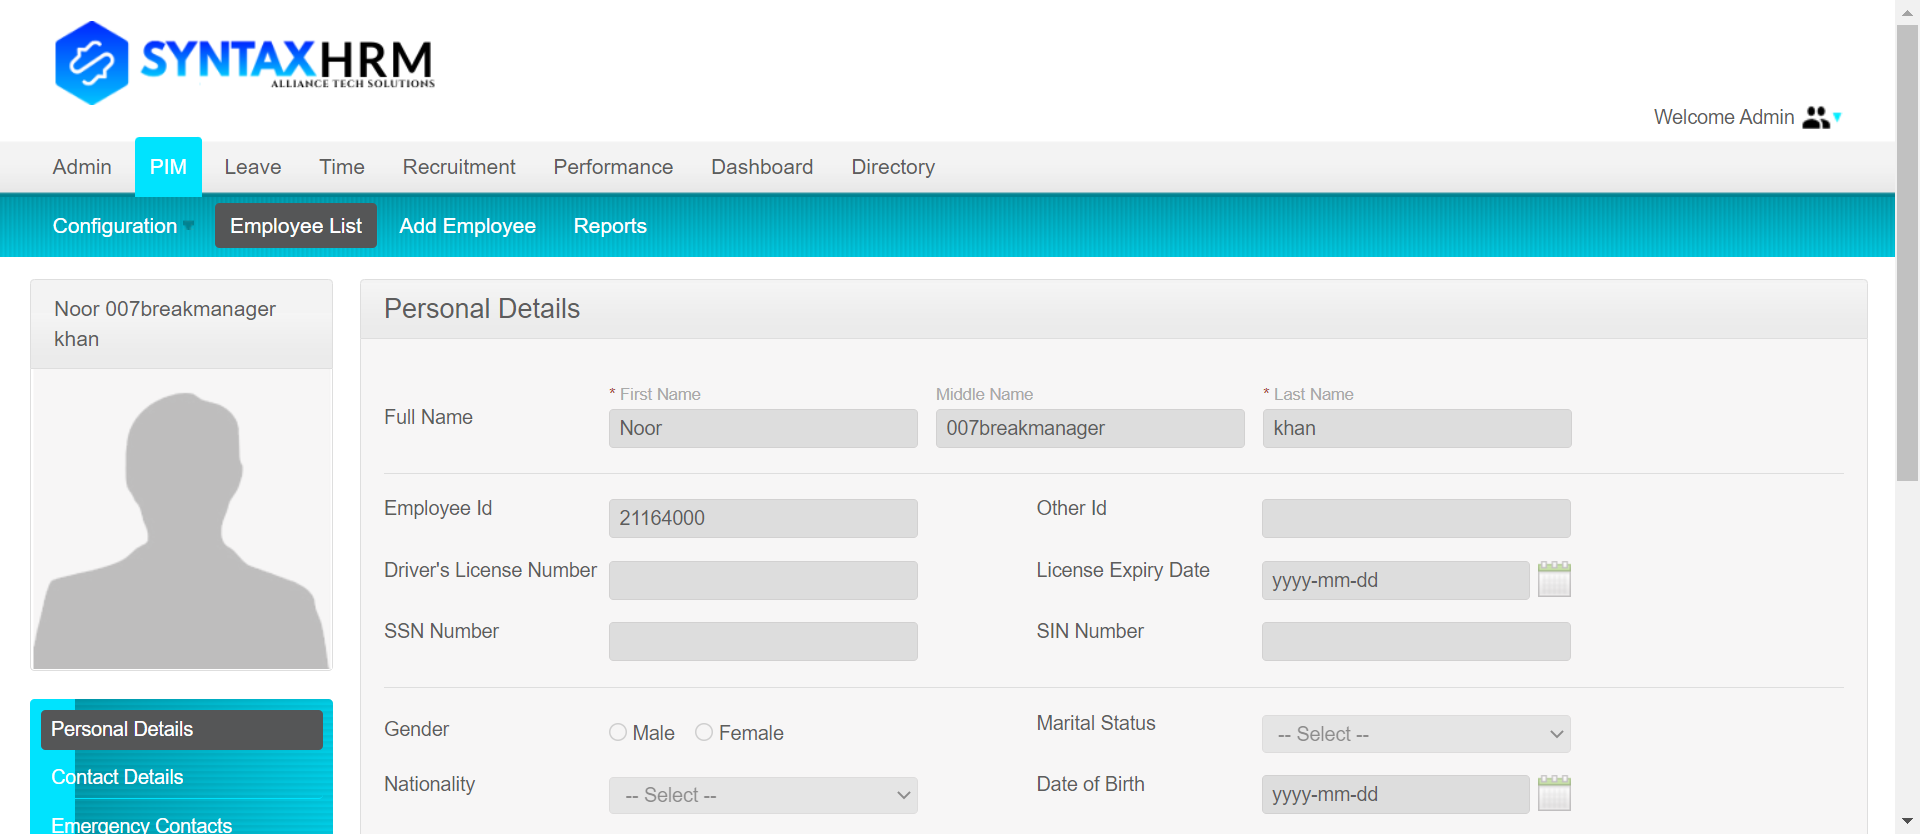 SYNTAXHRM
ALLIANCE TECH SOLUTIONS
Welcome Admin
Admin PIM Leave Time Recruitment Performance Dashboard Directory
Configuration Employee List Add Employee Reports
Noor 007breakmanager
khan
Personal Details
Contact Details
Emergency Contacts
Personal Details
* First Name Middle Name * Last Name
Full Name Noor 007breakmanager khan
Employee Id 21164000 Other Id
Driver's License Number License Expiry Date yyyy-mm-dd
SSN Number SIN Number
Gender Male Female Marital Status -- Select --
Nationality -- Select -- Date of Birth yyyy-mm-dd